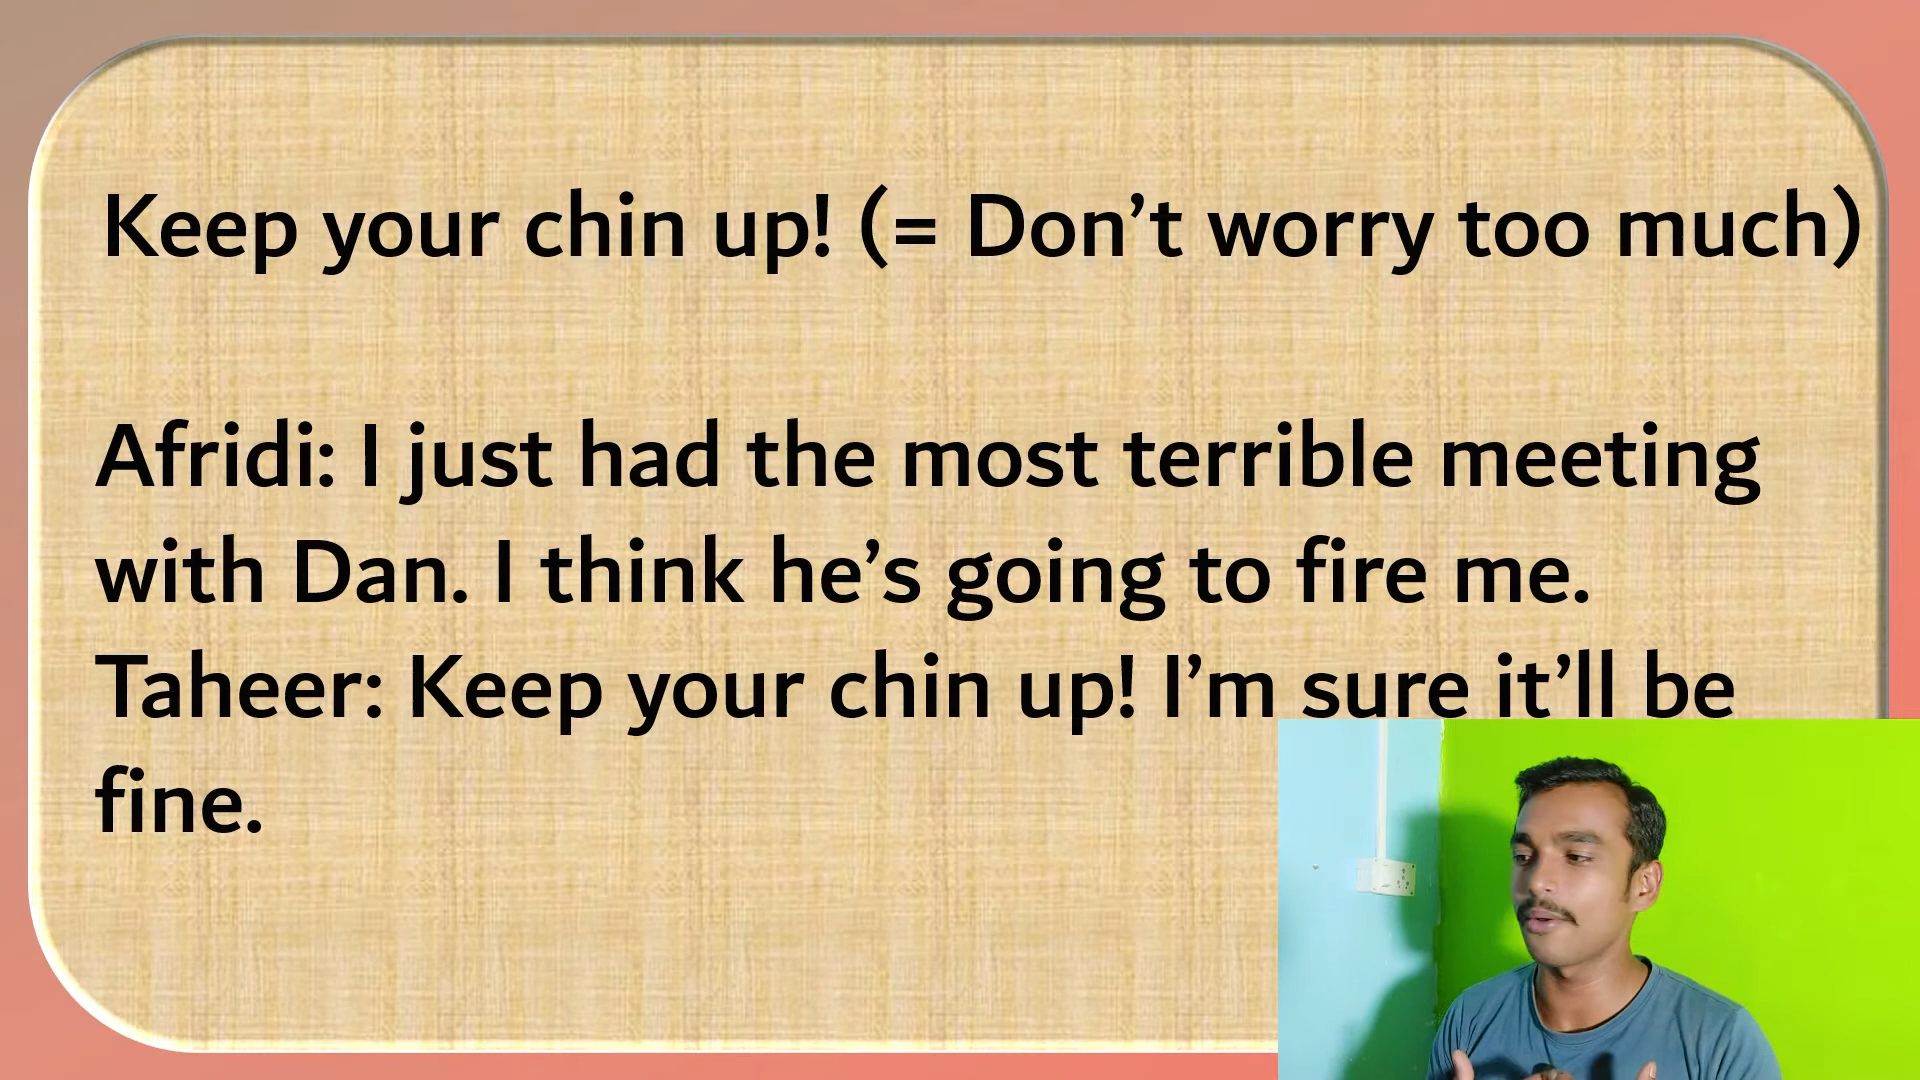 Keep your chin up! (= Don’t worry too much)
Afridi: I just had the most terrible meeting
with Dan. I think he’s going to fire me.
Taheer: Keep your chin up! I’m sure it’ll be
fine.